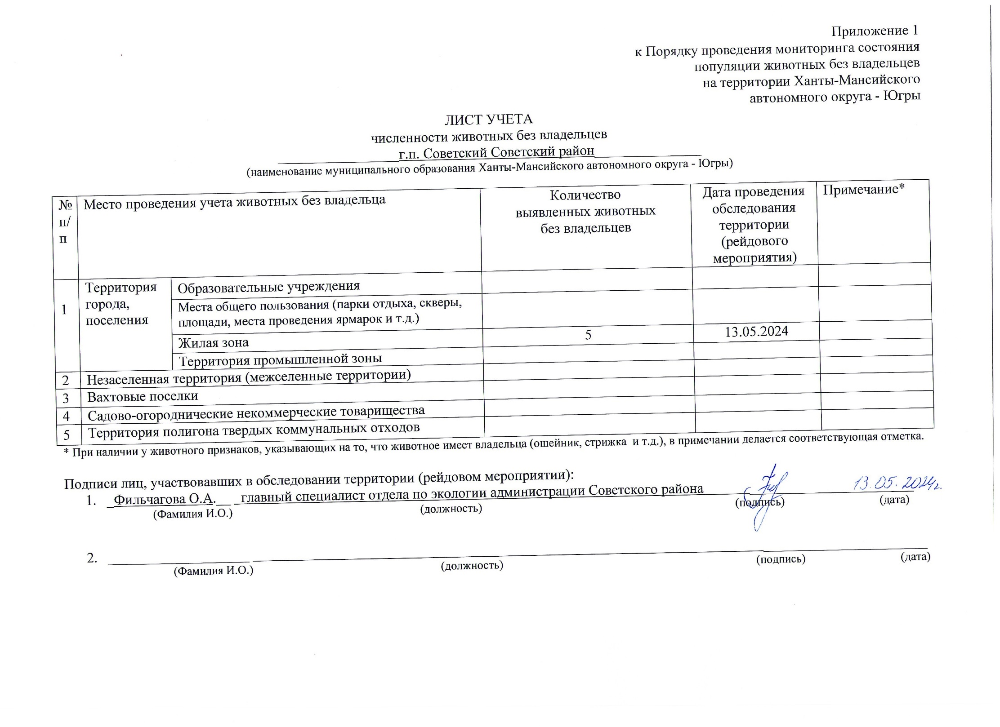 Приложение 1
к Порядку проведения мониторинга состояния
популяции животных без владельцев
на территории Ханты-Мансийского
автономного округа - Югры
ЛИСТ УЧЕТА
численности животных без владельцев
г.п. Советский Советский район
(наименование муниципального образования Ханты-Мансийского автономного округа - Югры)
№ п/п Место проведения учета животных без владельца Количество выявленных животных без владельцев Дата проведения обследования территории (рейдового мероприятия) Примечание*
1 Территория города, поселения
Образовательные учреждения
Места общего пользования (парки отдыха, скверы,
площади, места проведения ярмарок и т.д.)
Жилая зона 5 13.05.2024
Территория промышленной зоны
2 Незаселенная территория (межселенные территории)
3 Вахтовые поселки
4 Садово-огороднические некоммерческие товарищества
5 Территория полигона твердых коммунальных отходов
* При наличии у животного признаков, указывающих на то, что животное имеет владельца (ошейник, стрижка и т.д.), в примечании делается соответствующая отметка.
Подписи лиц, участвовавших в обследовании территории (рейдовом мероприятии):
1. _Фильчагова О.А.__ _главный специалист отдела по экологии администрации Советского района 13.05.2024г.
(Фамилия И.О.) (должность) (подпись) (дата)
2.
(Фамилия И.О.) (должность) (подпись) (дата)